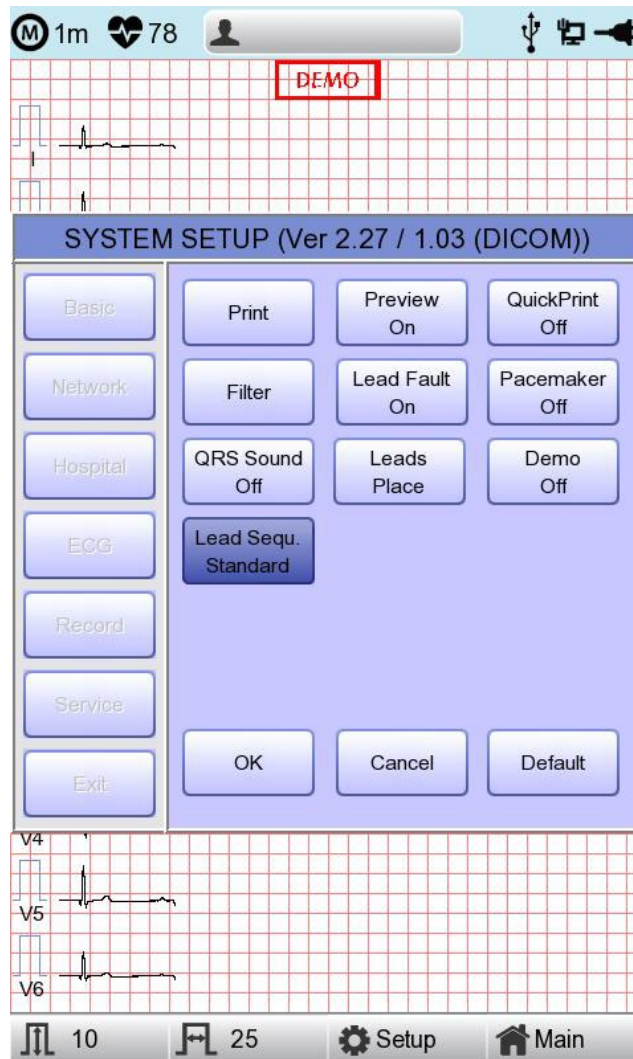 M 1m 78
DEMO
I
SYSTEM SETUP (Ver 2.27 / 1.03 (DICOM))
Basic
Print
Preview
On
QuickPrint
Off
Network
Filter
Lead Fault
On
Pacemaker
Off
Hospital
QRS Sound
Off
Leads
Place
Demo
Off
ECG
Lead Sequ.
Standard
Record
Service
Exit
OK
Cancel
Default
V4
V5
V6
10 25 Setup Main